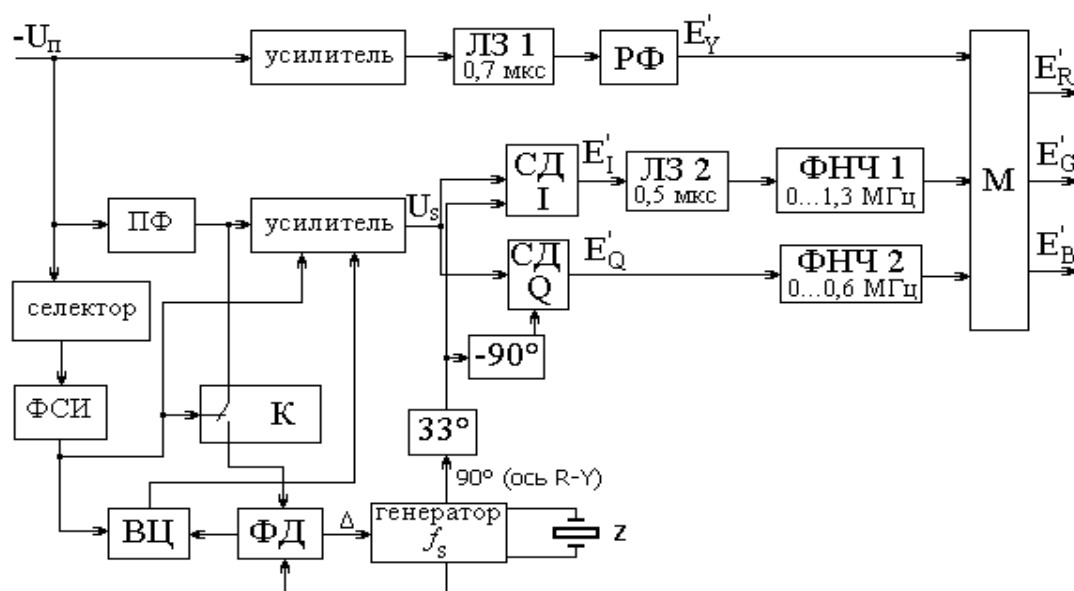 -Uп
усилитель
ЛЗ 1
0,7 мкс
РФ
E'Y
E'R
E'G
E'B
М
СД
I
E'I
ЛЗ 2
0,5 мкс
ФНЧ 1
0...1,3 МГц
ПФ
усилитель
Us
СД
Q
E'Q
ФНЧ 2
0...0,6 МГц
селектор
-90°
ФСИ
К
33°
90° (ось R-Y)
ВЦ
ФД
Δ
генератор
fs
Z